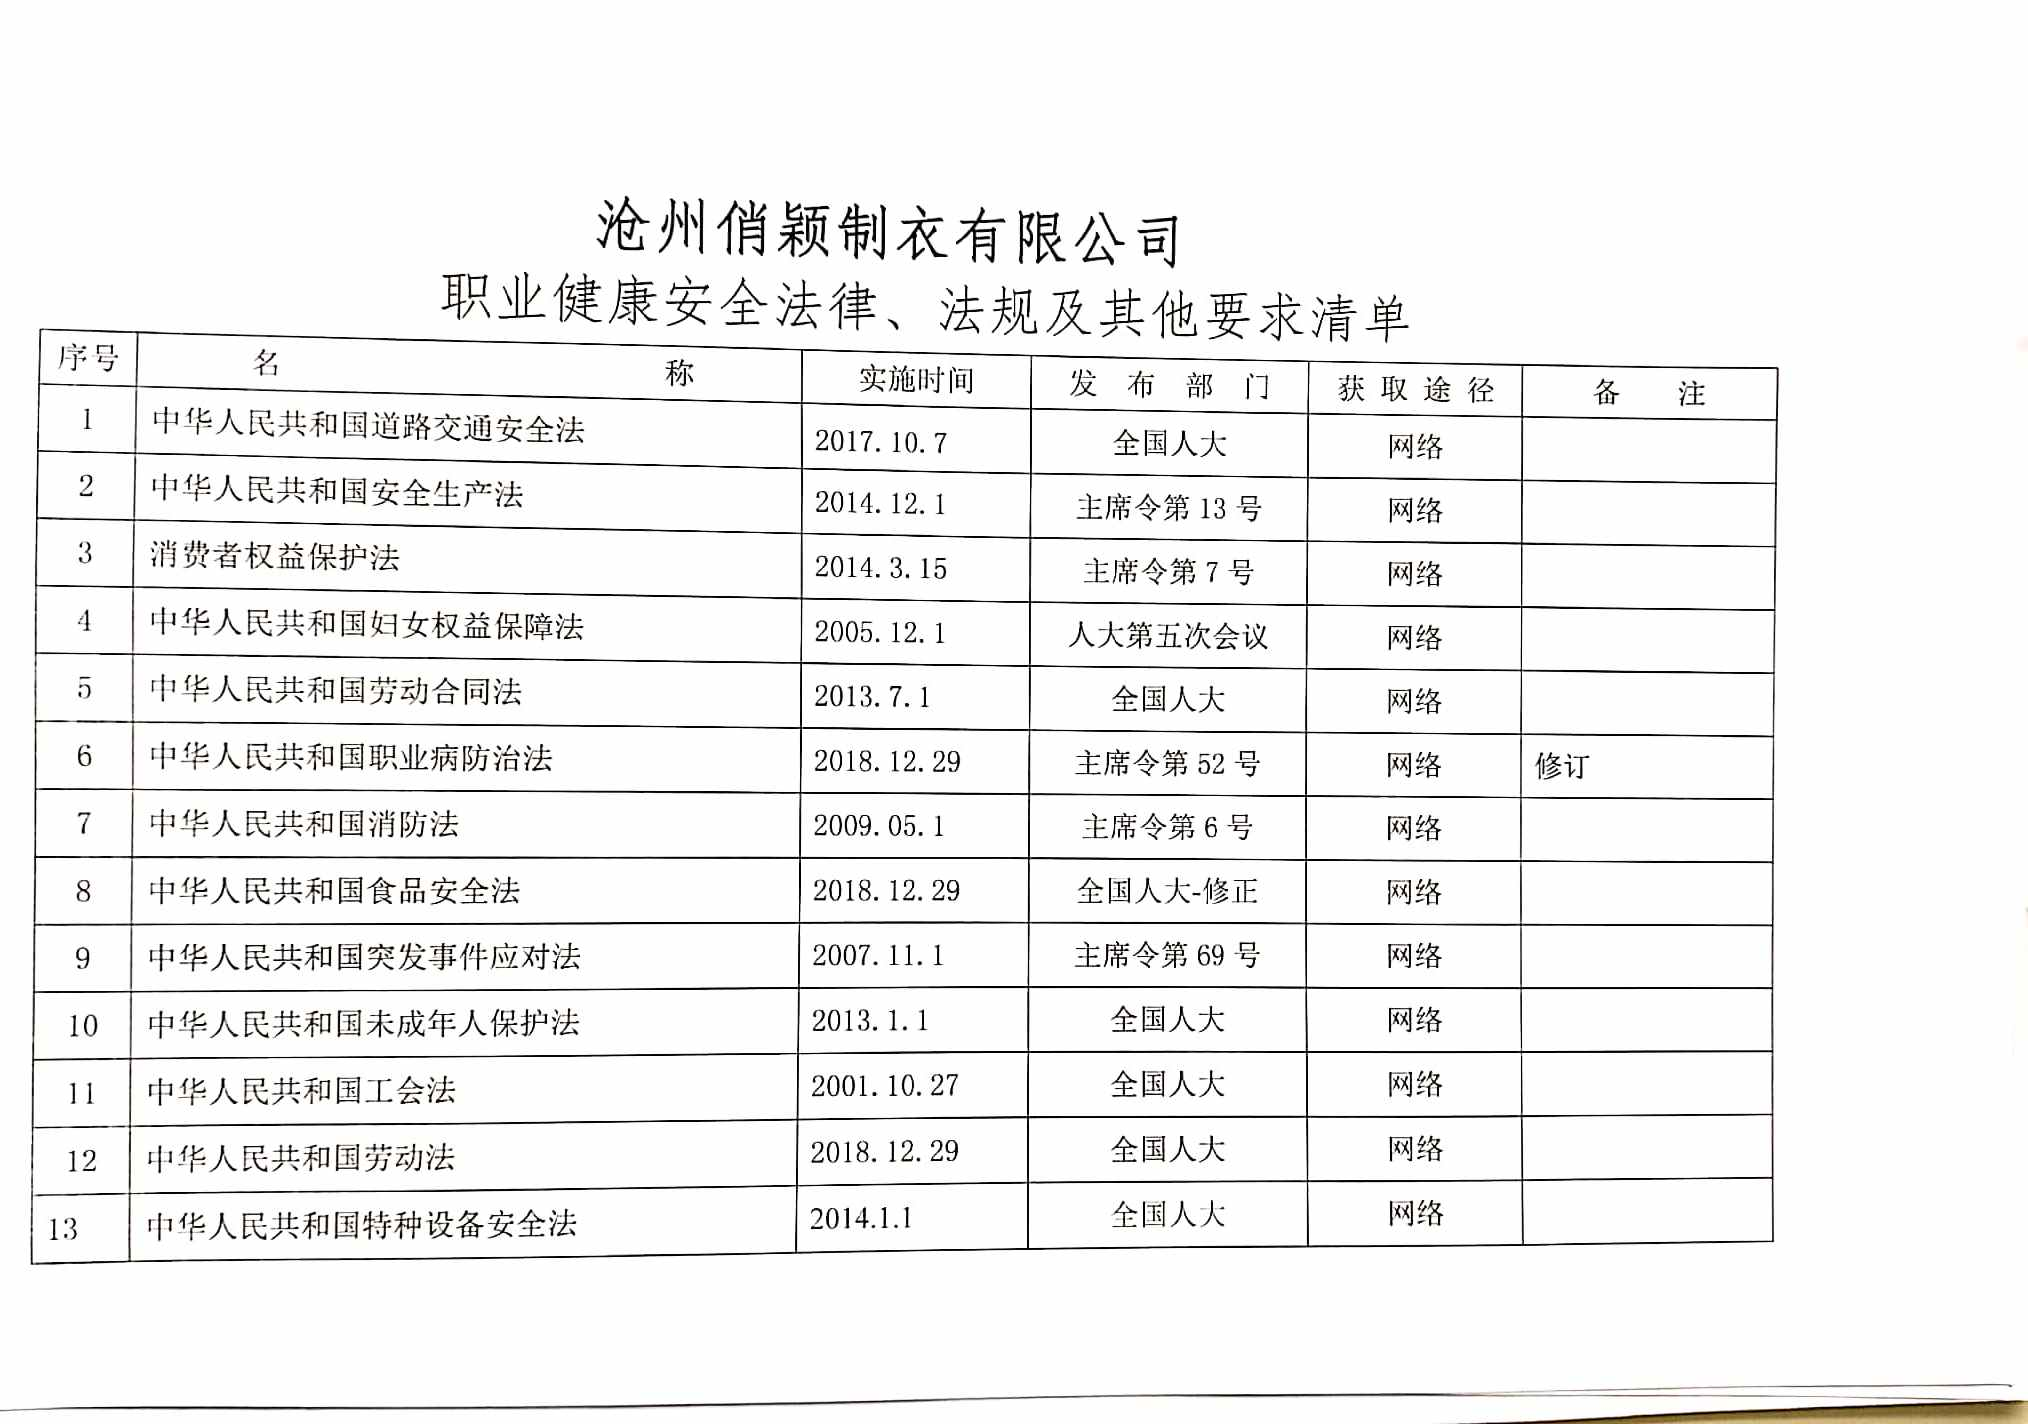 沧州俏颖制衣有限公司
职业健康安全法律、法规及其他要求清单
序号 名 称 实施时间 发布部门 获取途径 备注
1 中华人民共和国道路交通安全法 2017.10.7 全国人大 网络
2 中华人民共和国安全生产法 2014.12.1 主席令第 13 号 网络
3 消费者权益保护法 2014.3.15 主席令第 7 号 网络
4 中华人民共和国妇女权益保障法 2005.12.1 人大第五次会议 网络
5 中华人民共和国劳动合同法 2013.7.1 全国人大 网络
6 中华人民共和国职业病防治法 2018.12.29 主席令第 52 号 网络 修订
7 中华人民共和国消防法 2009.05.1 主席令第 6 号 网络
8 中华人民共和国食品安全法 2018.12.29 全国人大-修正 网络
9 中华人民共和国突发事件应对法 2007.11.1 主席令第 69 号 网络
10 中华人民共和国未成年人保护法 2013.1.1 全国人大 网络
11 中华人民共和国工会法 2001.10.27 全国人大 网络
12 中华人民共和国劳动法 2018.12.29 全国人大 网络
13 中华人民共和国特种设备安全法 2014.1.1 全国人大 网络